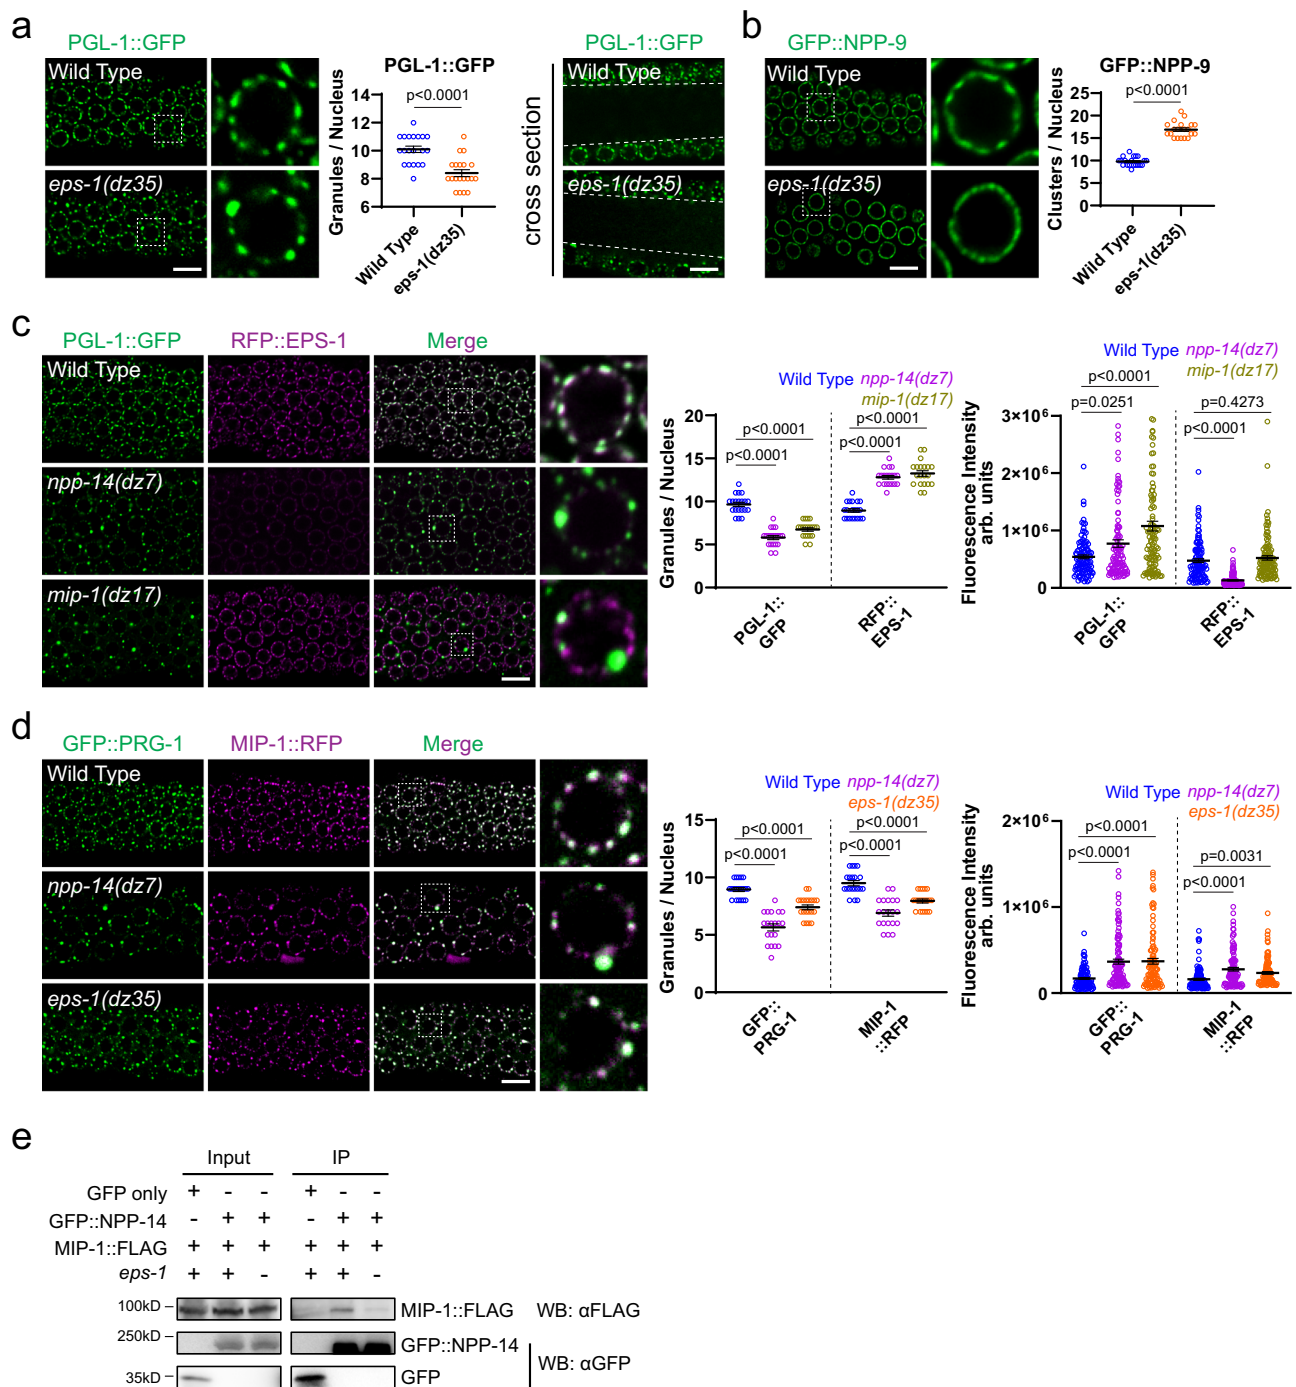 a
PGL-1::GFP
Wild Type
eps-1(dz35)
PGL-1::GFP
p<0.0001
Granules / Nucleus
14
12
10
8
6
Wild Type
eps-1(dz35)
cross section
PGL-1::GFP
Wild Type
eps-1(dz35)
b
GFP::NPP-9
Wild Type
eps-1(dz35)
GFP::NPP-9
p<0.0001
Clusters / Nucleus
25
20
15
10
5
0
Wild Type
eps-1(dz35)
c
PGL-1::GFP RFP::EPS-1 Merge
Wild Type
npp-14(dz7)
mip-1(dz17)
Wild Type npp-14(dz7)
mip-1(dz17)
Granules / Nucleus
20
15
10
5
0
p<0.0001
p<0.0001
p<0.0001
p<0.0001
PGL-1::
GFP
RFP::
EPS-1
Wild Type npp-14(dz7)
mip-1(dz17)
Fluorescence Intensity
arb. units
3×10⁶
2×10⁶
1×10⁶
0
p<0.0001
p=0.0251
p=0.4273
p<0.0001
PGL-1::
GFP
RFP::
EPS-1
d
GFP::PRG-1 MIP-1::RFP Merge
Wild Type
npp-14(dz7)
eps-1(dz35)
Wild Type npp-14(dz7)
eps-1(dz35)
Granules / Nucleus
15
10
5
0
p<0.0001
p<0.0001
p<0.0001
p<0.0001
GFP::
PRG-1
MIP-1
::RFP
Wild Type npp-14(dz7)
eps-1(dz35)
Fluorescence Intensity
arb. units
2×10⁶
1×10⁶
0
p<0.0001
p<0.0001
p=0.0031
p<0.0001
GFP::
PRG-1
MIP-1
::RFP
e
Input IP
GFP only + - - + - -
GFP::NPP-14 - + + - + +
MIP-1::FLAG + + + + + +
eps-1 + + - + + -
100kD MIP-1::FLAG WB: αFLAG
250kD GFP::NPP-14
WB: αGFP
35kD GFP